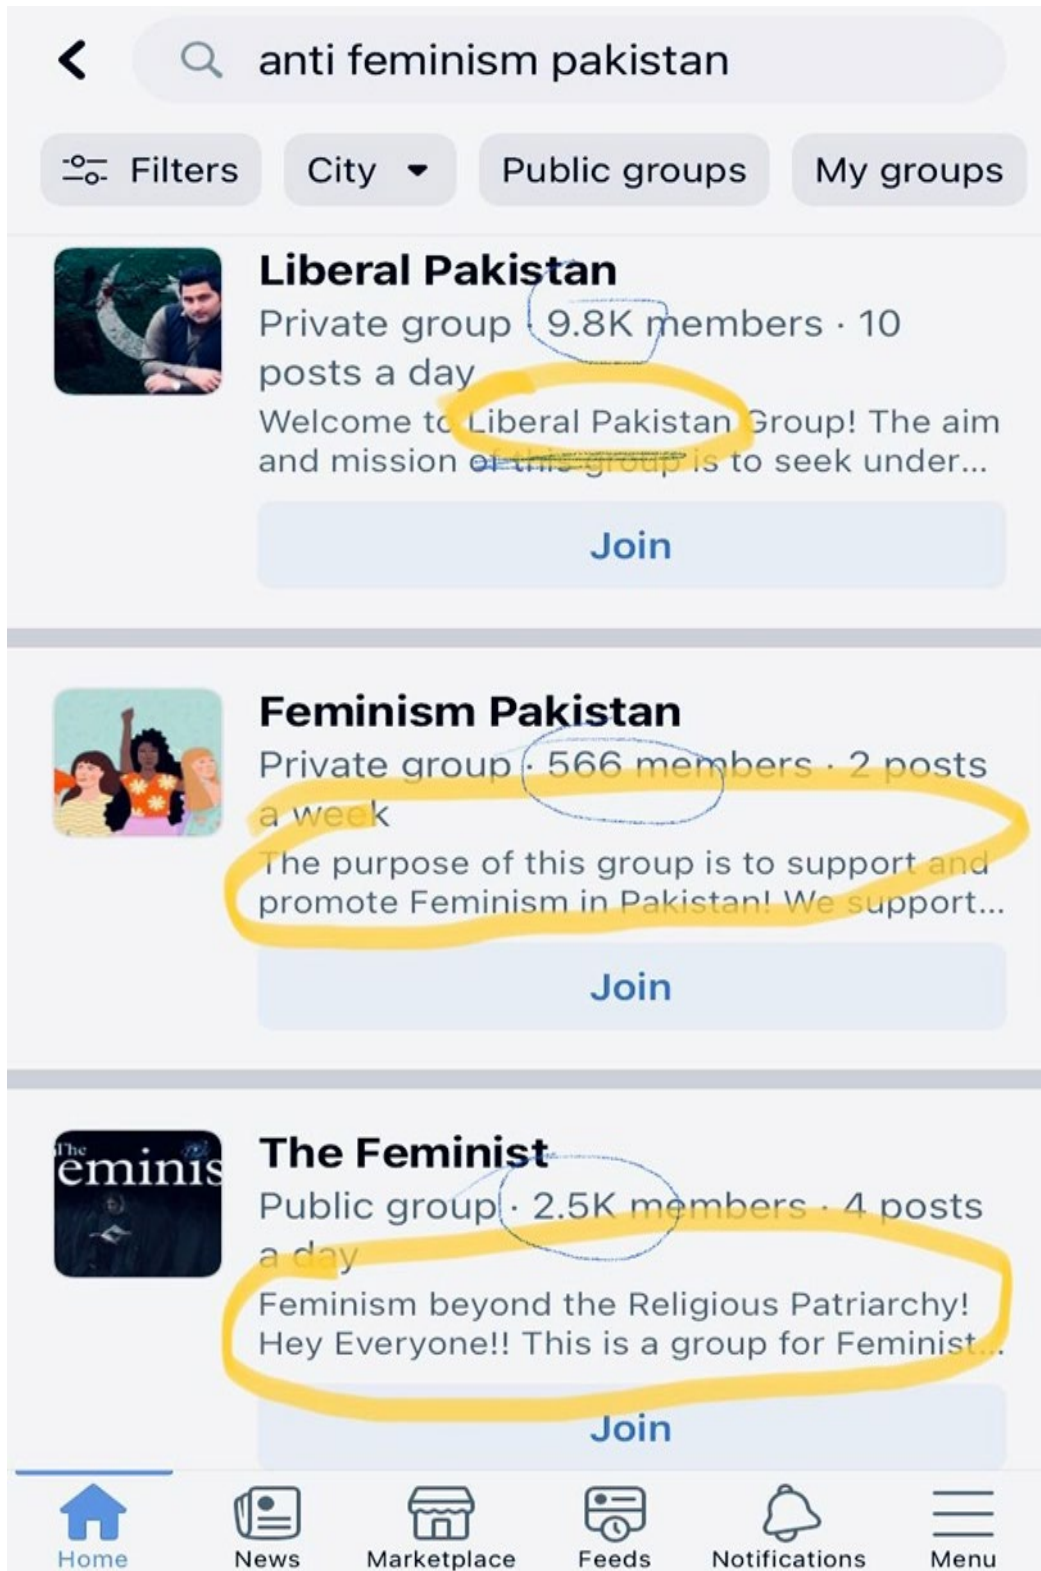 anti feminism pakistan
Filters
City
Public groups
My groups
Liberal Pakistan
Private group · 9.8K members · 10
posts a day
Welcome to Liberal Pakistan Group! The aim
and mission of this group is to seek under...
Join
Feminism Pakistan
Private group · 566 members · 2 posts
a week
The purpose of this group is to support and
promote Feminism in Pakistan! We support...
Join
The
eminis
The Feminist
Public group · 2.5K members · 4 posts
a day
Feminism beyond the Religious Patriarchy!
Hey Everyone!! This is a group for Feminist...
Join
Home
News
Marketplace
Feeds
Notifications
Menu